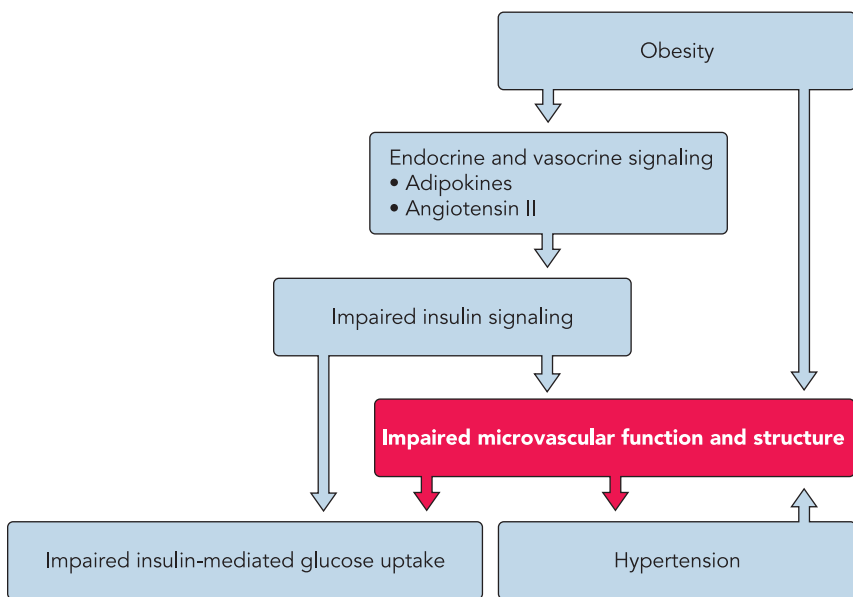 Obesity
Endocrine and vasocrine signaling
• Adipokines
• Angiotensin II
Impaired insulin signaling
Impaired microvascular function and structure
Impaired insulin-mediated glucose uptake
Hypertension